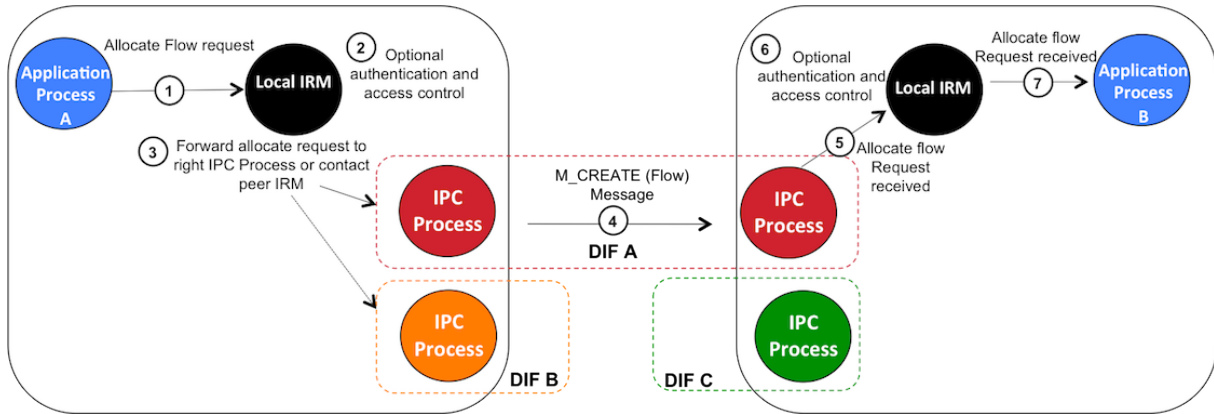 Allocate Flow request
Application
Process
A
1
Local IRM
2
Optional
authentication and
access control
3
Forward allocate request to
right IPC Process or contact
peer IRM
IPC
Process
M_CREATE (Flow)
Message
4
DIF A
IPC
Process
5
Allocate flow
Request
received
6
Optional
authentication and
access control
Local IRM
Allocate flow
Request received
7
Application
Process
B
IPC
Process
DIF B
IPC
Process
DIF C